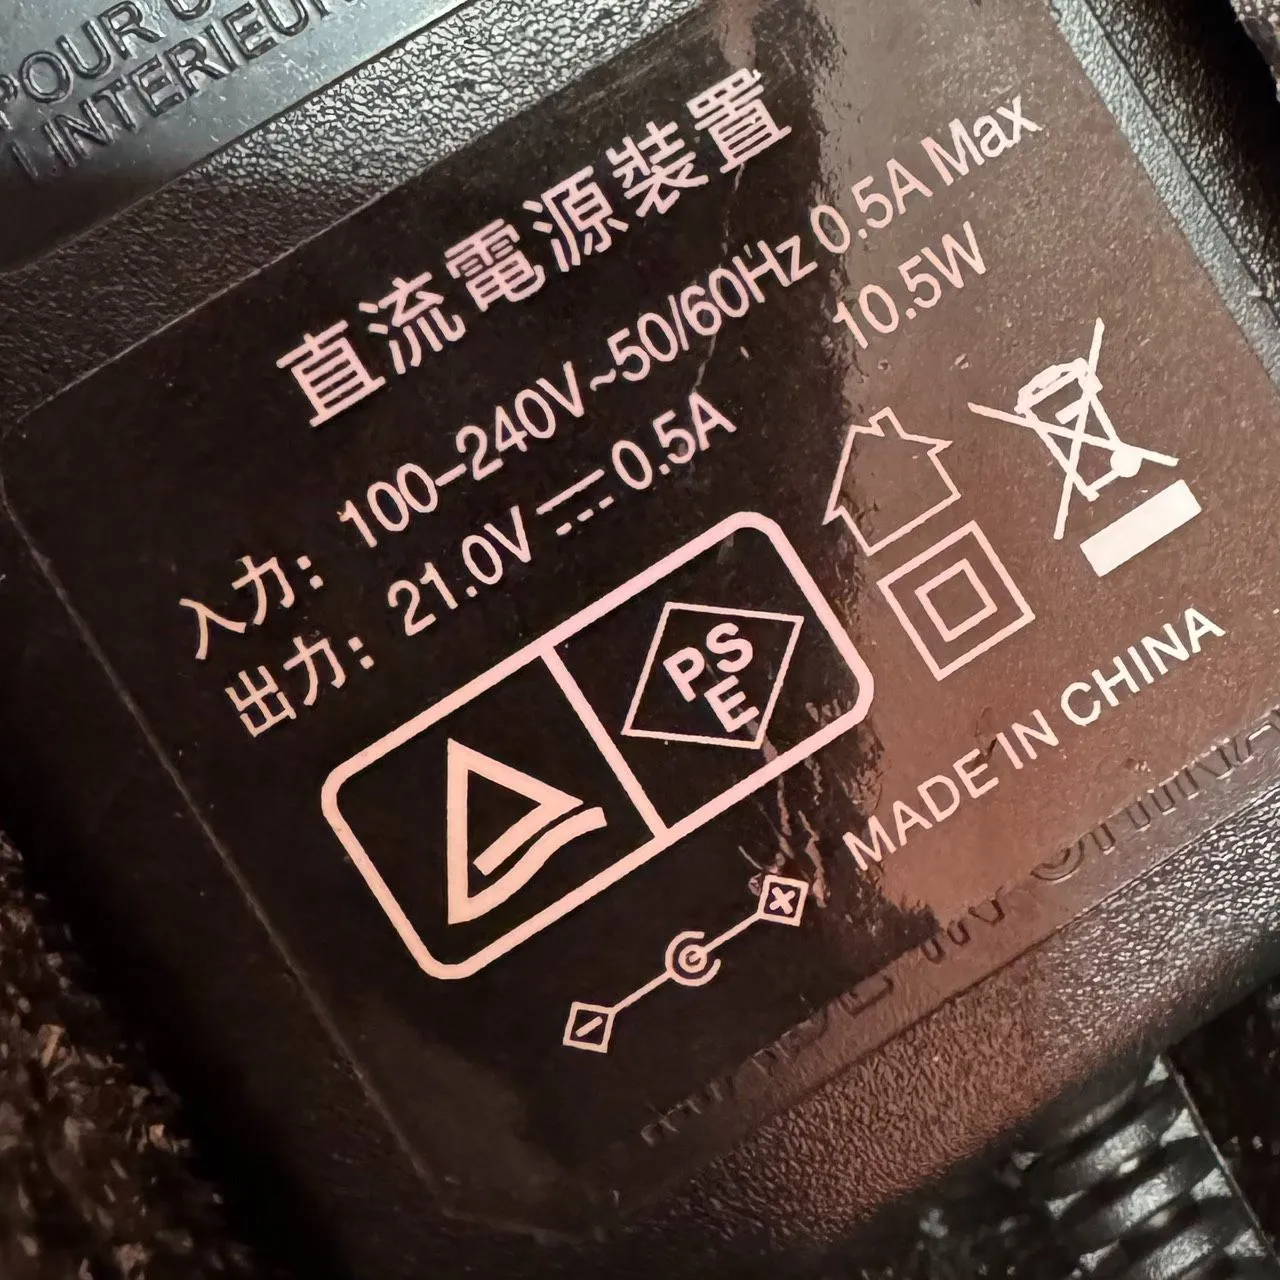 POUR
INTERIEUR
直流電源裝置
入力: 100-240V~50/60Hz 0.5A Max
出力: 21.0V⎓0.5A 10.5W
PSE
MADE IN CHINA